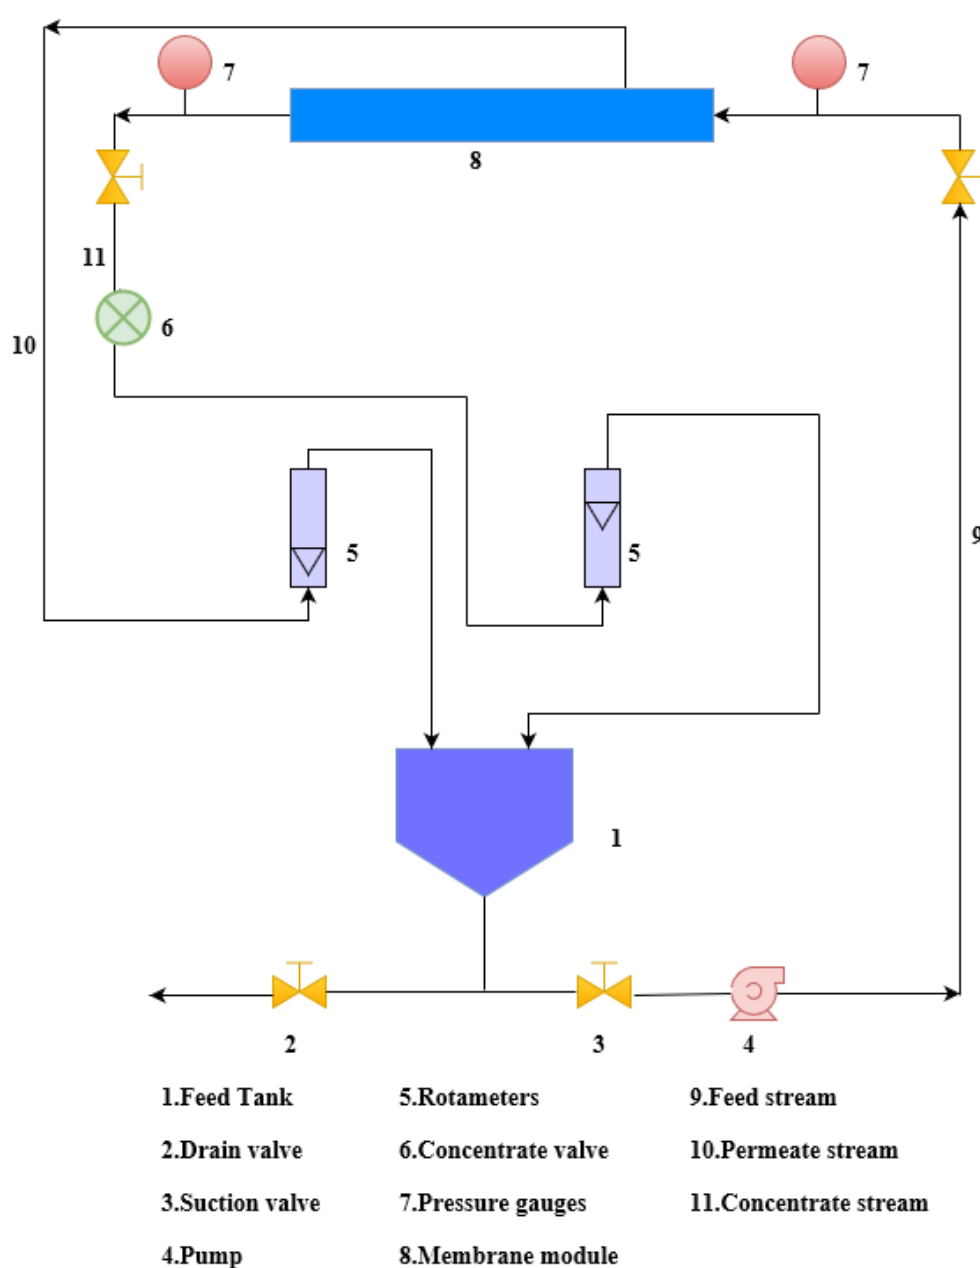 7
7
8
11
6
10
5
5
9
1
2
3
4
1.Feed Tank
5.Rotameters
9.Feed stream
2.Drain valve
6.Concentrate valve
10.Permeate stream
3.Suction valve
7.Pressure gauges
11.Concentrate stream
4.Pump
8.Membrane module